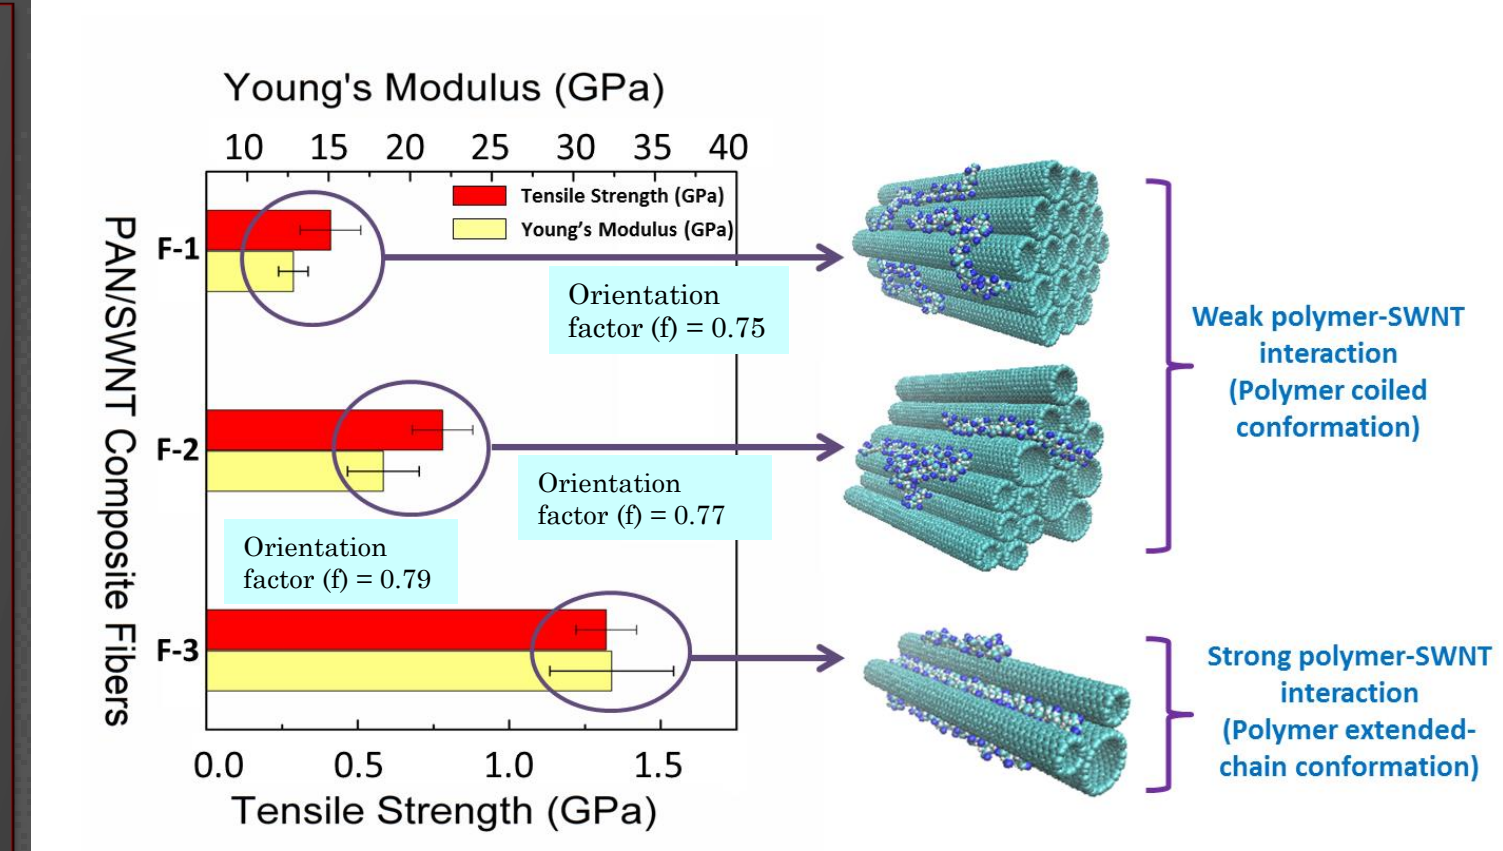 Young's Modulus (GPa)
10 15 20 25 30 35 40
Tensile Strength (GPa)
Young's Modulus (GPa)
PAN/SWNT Composite Fibers
F-1
Orientation
factor (f) = 0.75
F-2
Orientation
factor (f) = 0.77
Orientation
factor (f) = 0.79
F-3
0.0 0.5 1.0 1.5
Tensile Strength (GPa)
Weak polymer-SWNT
interaction
(Polymer coiled
conformation)
Strong polymer-SWNT
interaction
(Polymer extended-
chain conformation)